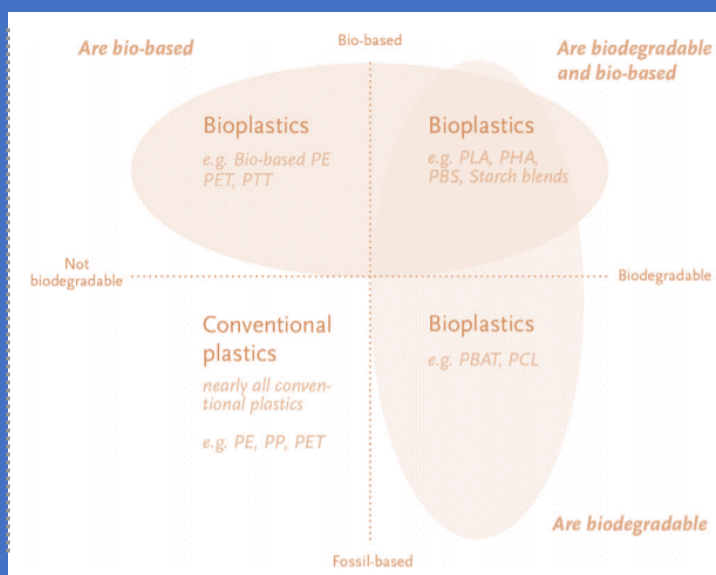 Are bio-based
Bio-based
Are biodegradable
and bio-based
Bioplastics
e.g. Bio-based PE
PET, PTT
Bioplastics
e.g. PLA, PHA,
PBS, Starch blends
Not
biodegradable
Biodegradable
Conventional
plastics
nearly all conven-
tional plastics
e.g. PE, PP, PET
Bioplastics
e.g. PBAT, PCL
Are biodegradable
Fossil-based